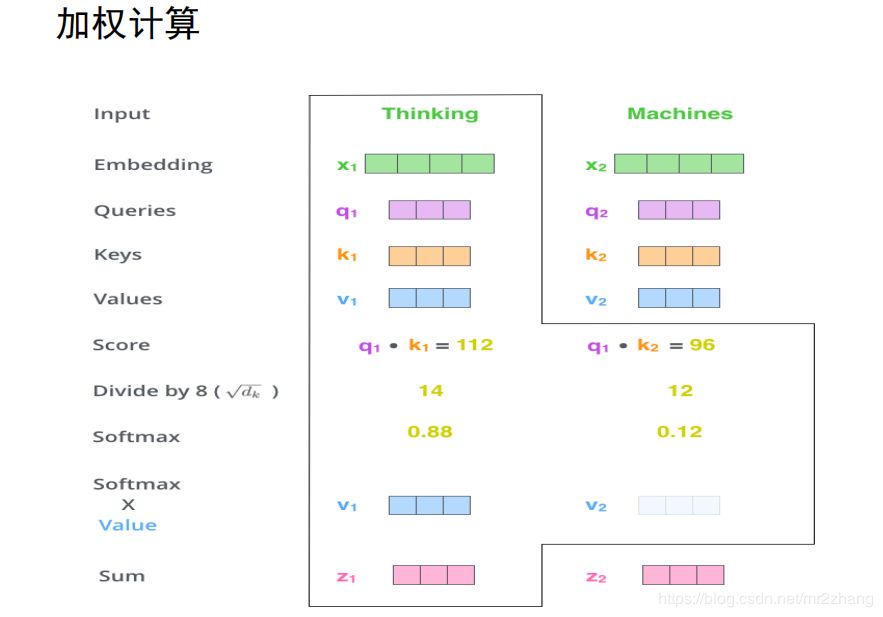 加权计算
Input Thinking Machines
Embedding x₁ x₂
Queries q₁ q₂
Keys k₁ k₂
Values v₁ v₂
Score q₁ • k₁ = 112 q₁ • k₂ = 96
Divide by 8 ( √dₖ ) 14 12
Softmax 0.88 0.12
Softmax
X v₁ v₂
Value
Sum z₁ z₂
https://blog.csdn.net/mr2zhang